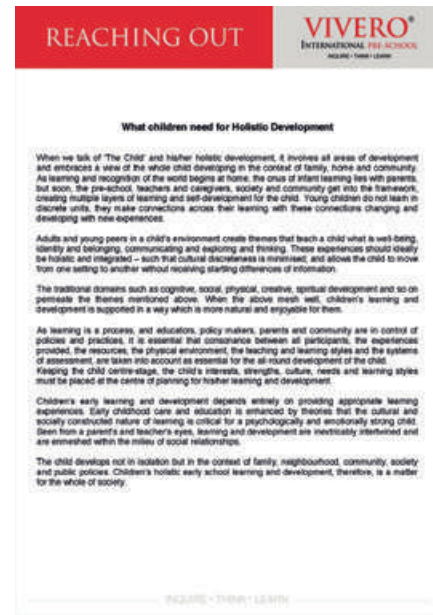 REACHING OUT
VIVERO®
INTERNATIONAL PRE-SCHOOL
INQUIRE • THINK • LEARN
What children need for Holistic Development
When we talk of 'The Child' and his/her holistic development, it involves all areas of development
and embraces a view of the whole child developing in the context of family, home and community.
As learning and recognition of the world begins at home, the onus of infant learning lies with parents,
but soon, the pre-school, teachers and caregivers, society and community get into the framework,
creating multiple layers of learning and self-development for the child. Young children do not learn in
discrete units, they make connections across their learning with these connections changing and
developing with new experiences.
Adults and young peers in a child's environment create themes that teach a child what is well-being,
identity and belonging, communicating and exploring and thinking. These experiences should ideally
be holistic and integrated – such that cultural discreteness is minimised, and allows the child to move
from one setting to another without receiving startling differences of information.
The traditional domains such as cognitive, social, physical, creative, spiritual development and so on
permeate the themes mentioned above. When the above mesh well, children's learning and
development is supported in a way which is more natural and enjoyable for them.
As learning is a process, and educators, policy makers, parents and community are in control of
policies and practices, it is essential that consonance between all participants, the experiences
provided, the resources, the physical environment, the teaching and learning styles and the systems
of assessment, are taken into account as essential for the all-round development of the child.
Keeping the child centre-stage, the child's interests, strengths, culture, needs and learning styles
must be placed at the centre of planning for his/her learning and development.
Children's early learning and development depends entirely on providing appropriate learning
experiences. Early childhood care and education is enhanced by theories that the cultural and
socially constructed nature of learning is critical for a psychologically and emotionally strong child.
Seen from a parent's and teacher's eyes, learning and development are inextricably intertwined and
are enmeshed within the milieu of social relationships.
The child develops not in isolation but in the context of family, neighbourhood, community, society
and public policies. Children's holistic early school learning and development, therefore, is a matter
for the whole of society.
INQUIRE • THINK • LEARN